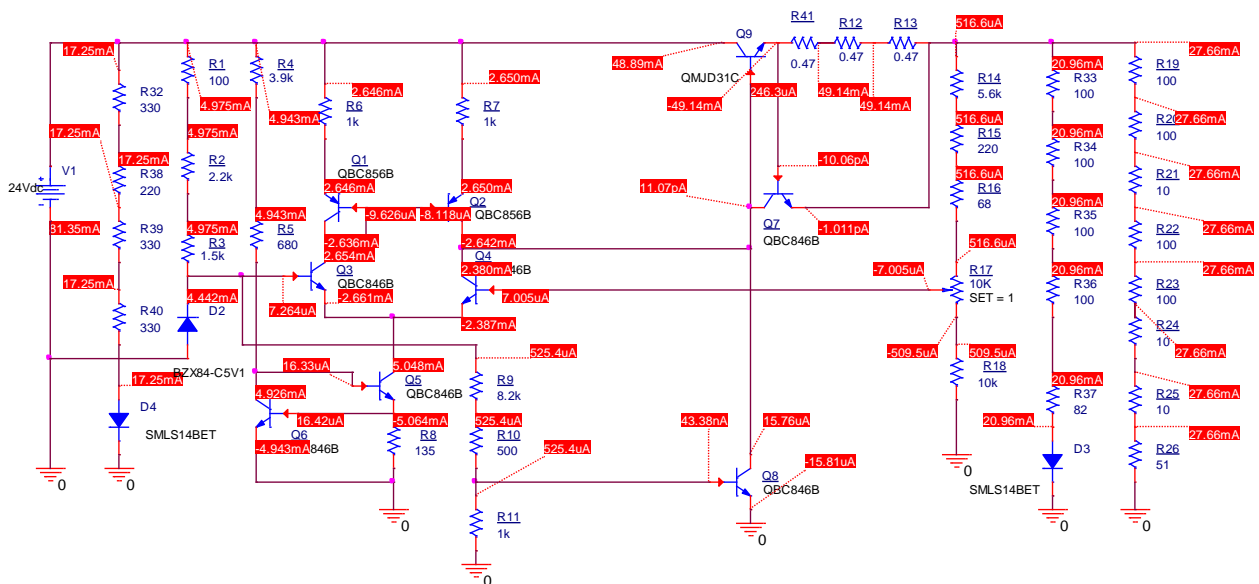 Q9
R41
R12
R13
516.6uA
17.25mA
R1
100
R4
3.9k
48.89mA
0.47
0.47
0.47
27.66mA
QMJD31C
R32
330
2.646mA
2.650mA
246.3uA
-49.14mA
49.14mA
49.14mA
R14
5.6k
20.96mA
R33
100
R19
100
4.975mA
4.943mA
R6
1k
R7
1k
17.25mA
4.975mA
516.6uA
R15
220
27.66mA
R20
100
17.25mA
R38
220
R2
2.2k
Q1
QBC856B
R34
100
V1
24Vdc
-10.06pA
516.6uA
R16
68
27.66mA
R21
10
2.646mA
2.650mA
Q2
QBC856B
11.07pA
20.96mA
27.66mA
-9.626uA
-8.118uA
-1.011pA
Q7
QBC846B
R35
100
R22
100
81.35mA
R39
330
4.975mA
R3
1.5k
4.943mA
R5
680
-2.636mA
2.654mA
-2.642mA
516.6uA
27.66mA
Q3
QBC846B
Q4
2.380mA
46B
-7.005uA
R17
10K
SET = 1
20.96mA
R36
100
R23
100
17.25mA
4.442mA
D2
7.264uA
-2.661mA
7.005uA
R40
330
-2.387mA
R24
10
-509.5uA
509.5uA
27.66mA
BZX84-C5V1
16.33uA
5.048mA
Q5
QBC846B
525.4uA
R9
8.2k
R18
10k
20.96mA
27.66mA
17.25mA
D4
SMLS14BET
4.926mA
16.42uA
-5.064mA
R37
82
R25
10
Q6
846B
-4.943mA
R8
135
525.4uA
R10
500
43.38nA
15.76uA
20.96mA
27.66mA
525.4uA
D3
SMLS14BET
R26
51
-15.81uA
Q8
QBC846B
0
0
0
R11
1k
0
0
0
0
0
0